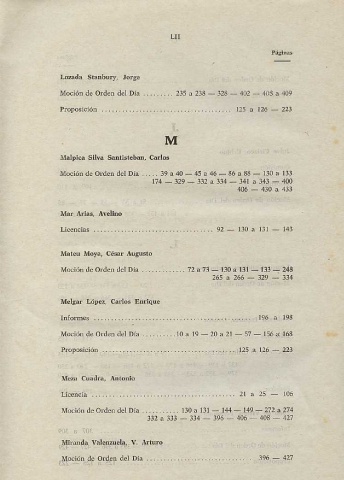 LII
Páginas
Lozada Stanbury, Jorge
Moción de Orden del Día ......... 235 a 238 — 328 — 402 — 408 a 409
Proposición ................................... 125 a 126 — 223
M
Malpica Silva Santisteban, Carlos
Moción de Orden del Día ..... 39 a 40 — 45 a 46 — 86 a 88 — 130 a 133
174 — 329 — 332 a 334 — 341 a 343 — 400
406 — 430 a 433
Mar Arias, Avelino
Licencias ................................ 92 — 130 a 131 — 143
Mateu Moya, César Augusto
Moción de Orden del Día ............ 72 a 73 — 130 a 131 — 133 — 248
265 a 266 — 329 — 334
Melgar López, Carlos Enrique
Informes ........................................... 196 a 198
Moción de Orden del Día .......... 10 a 19 — 20 a 21 — 57 — 156 a 168
Proposición ................................... 125 a 126 — 223
Meza Cuadra, Antonio
Licencia ........................................ 21 a 25 — 106
Moción de Orden del Día .......... 130 a 131 — 144 — 149 — 272 a 274
332 a 333 — 334 — 396 — 406 — 408 — 427
Miranda Valenzuela, V. Arturo
Moción de Orden del Día .............................. 396 — 427